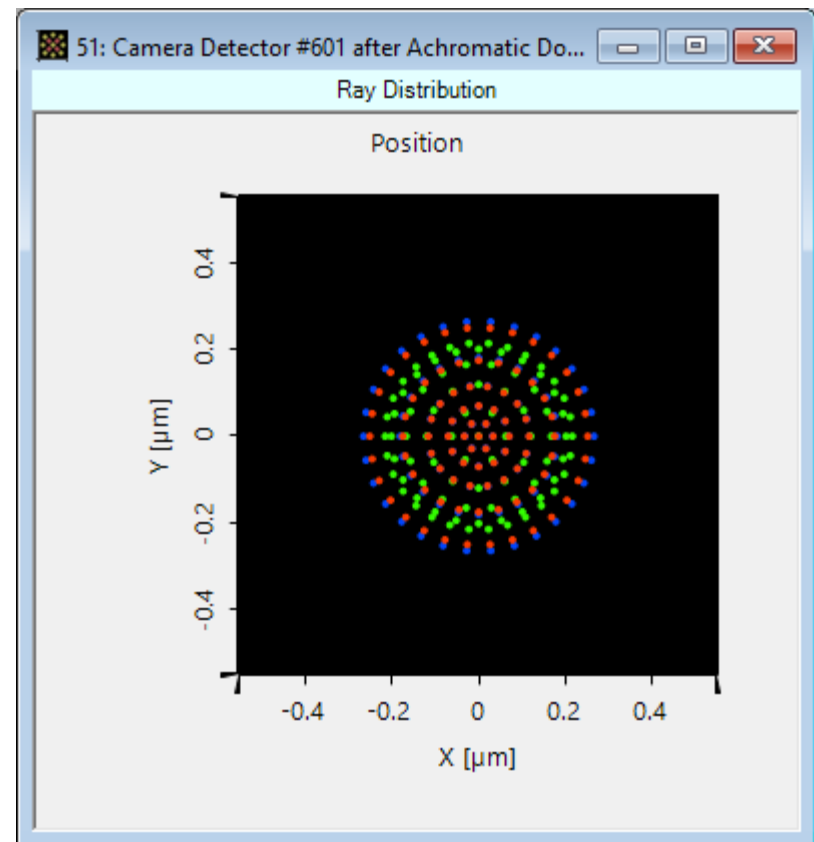 51: Camera Detector #601 after Achromatic Do...
Ray Distribution
Position
0.4
0.2
0
-0.2
-0.4
Y [µm]
-0.4 -0.2 0 0.2 0.4
X [µm]